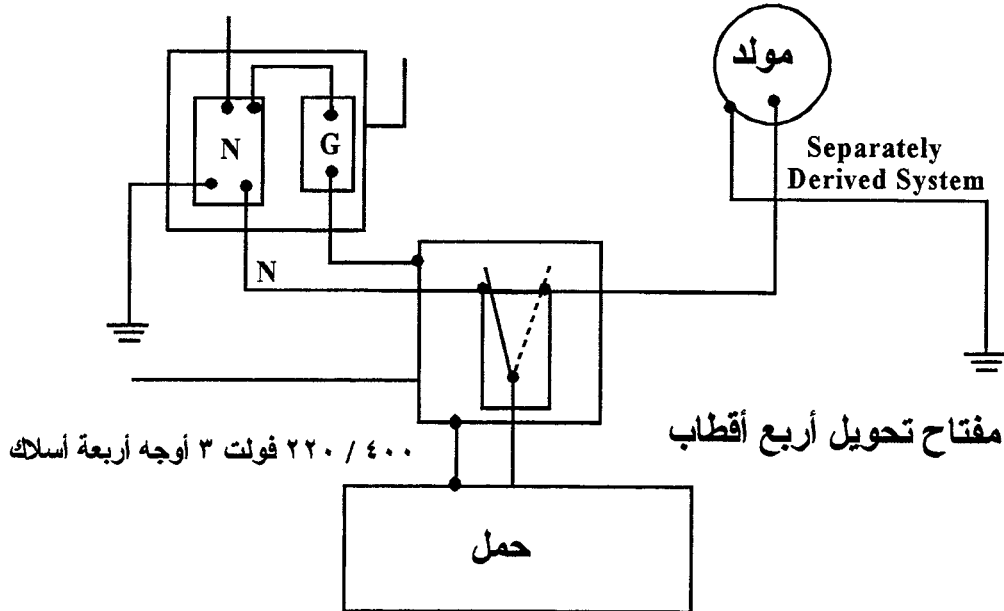 مولد
N
G
Separately
Derived System
N
مفتاح تحويل أربع أقطاب
٤٠٠ / ٢٢٠ فولت ٣ أوجه أربعة أسلاك
حمل